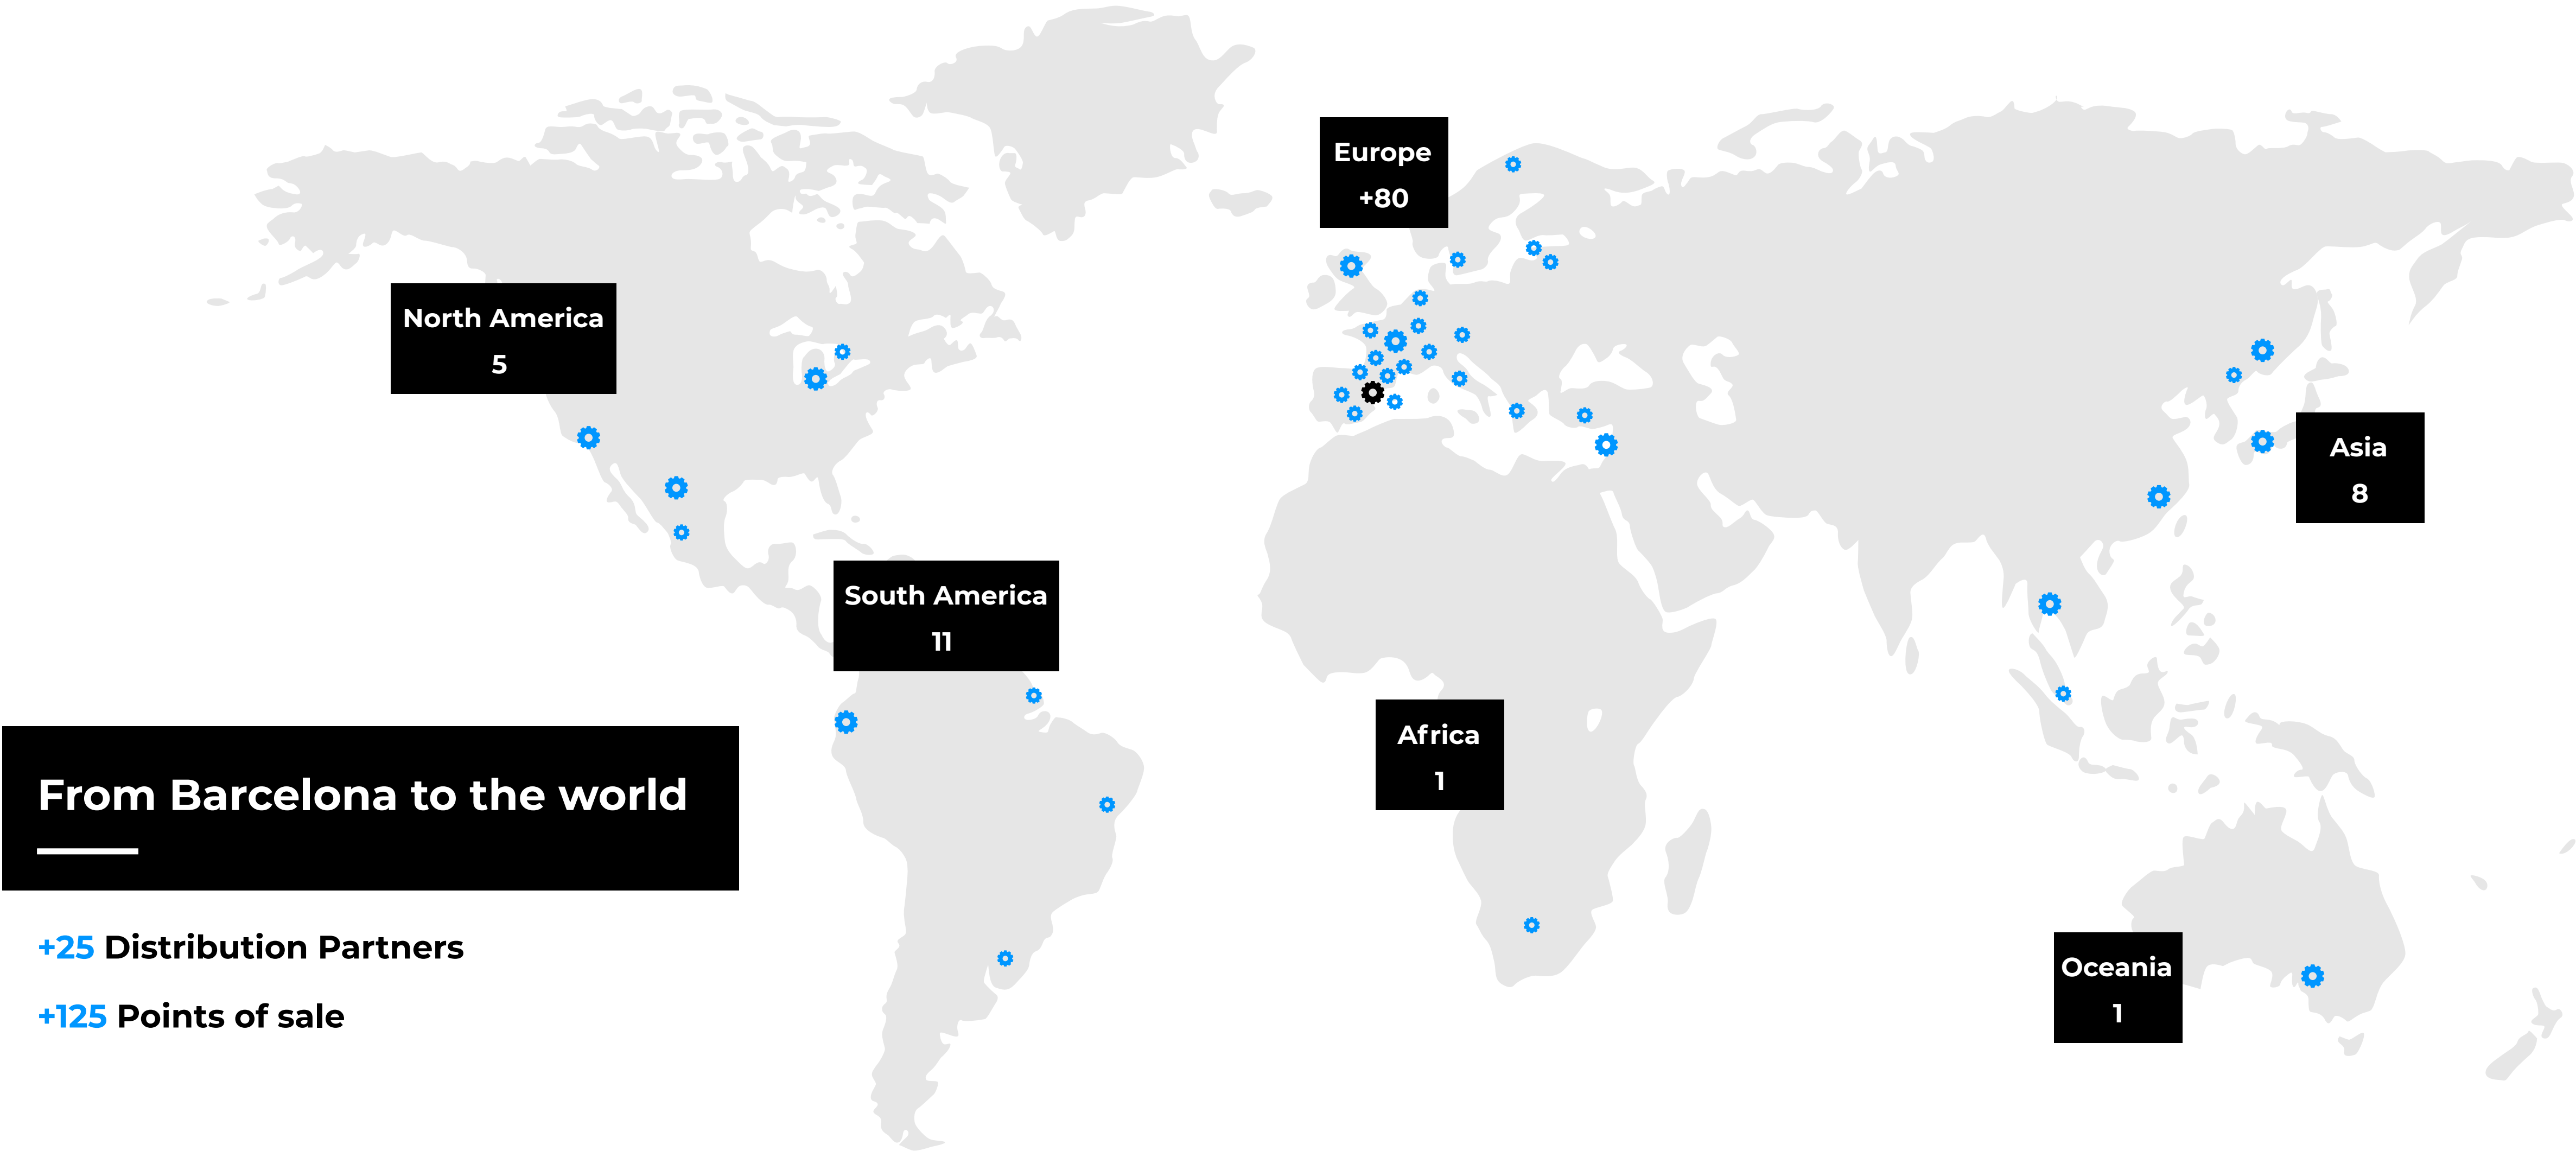 Europe
+80
North America
5
Asia
8
South America
11
Africa
1
From Barcelona to the world
+25 Distribution Partners
+125 Points of sale
Oceania
1